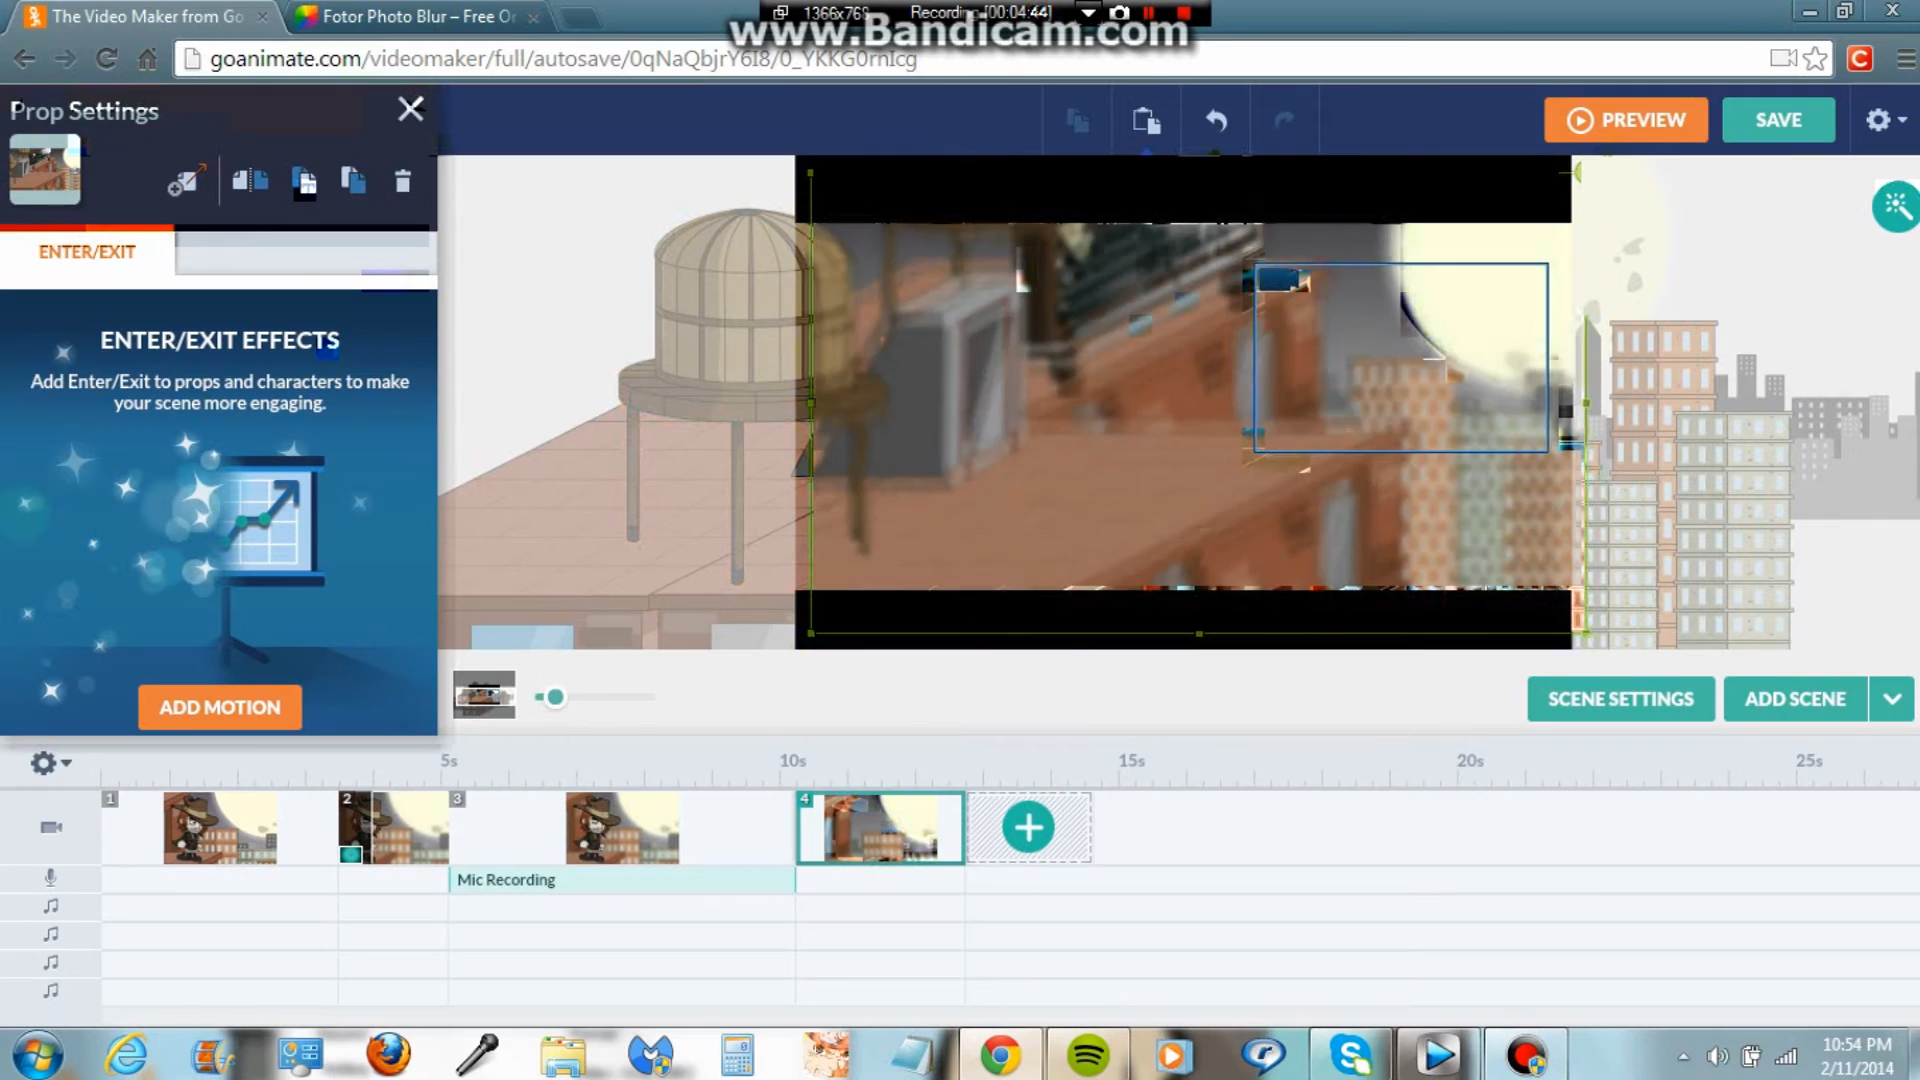 The Video Maker from Go
Fotor Photo Blur – Free On
1366x768
Recording [00:04:44]
www.Bandicam.com
goanimate.com/videomaker/full/autosave/0qNaQbjrY6I8/0_YKKG0rnIcg
Prop Settings
PREVIEW
SAVE
ENTER/EXIT
ENTER/EXIT EFFECTS
Add Enter/Exit to props and characters to make
your scene more engaging.
ADD MOTION
SCENE SETTINGS
ADD SCENE
5s
10s
15s
20s
25s
1
2
3
4
Mic Recording
10:54 PM
2/11/2014